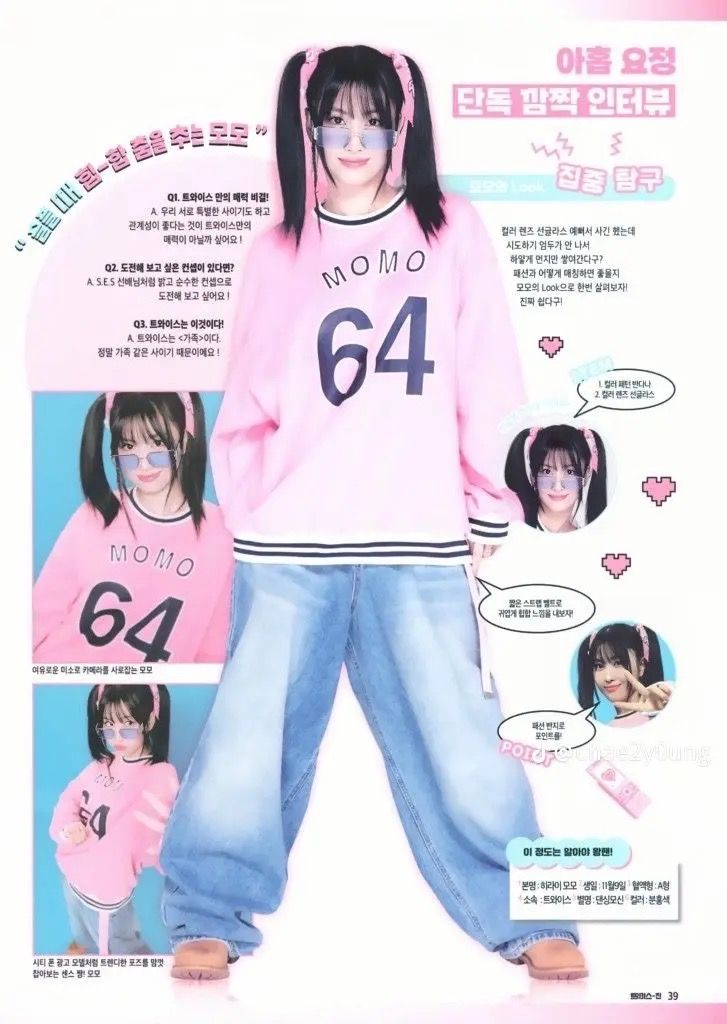 아홉 요정
단독 깜짝 인터뷰
모모의 Look
집중 탐구
힙-합 춤을 추는 모모 ”
Q1. 트와이스 만의 매력 비결!
A. 우리 서로 특별한 사이기도 하고
관계성이 좋다는 것이 트와이스만의
매력이 아닐까 싶어요 !
Q2. 도전해 보고 싶은 컨셉이 있다면?
A. S.E.S 선배님처럼 밝고 순수한 컨셉으로
도전해 보고 싶어요 !
Q3. 트와이스는 이것이다!
A. 트와이스는 <가족>이다.
정말 가족 같은 사이기 때문이에요 !
컬러 렌즈 선글라스 예뻐서 사긴 했는데
시도하기 엄두가 안 나서
하얗게 먼지만 쌓여간다구?
패션과 어떻게 매칭하면 좋을지
모모의 Look으로 한번 살펴보자!
진짜 쉽다구!
MOMO
64
ITEM
1. 컬러 패턴 반다나
2. 컬러 렌즈 선글라스
MOMO
64
여유로운 미소로 카메라를 사로잡는 모모
짧은 스트랩 벨트로
귀엽게 힙합 느낌을 내보자!
패션 반지로
포인트를!
POINT
@chae2y0ung
MOMO
64
시티 폰 광고 모델처럼 트렌디한 포즈를 맘껏
잡아보는 센스 짱! 모모
이 정도는 알아야 왕팬!
본명 : 히라이 모모 생일 : 11월9일 혈액형 : A형
소속 : 트와이스 별명 : 댄싱모신 컬러 : 분홍색
트와이스-진 39